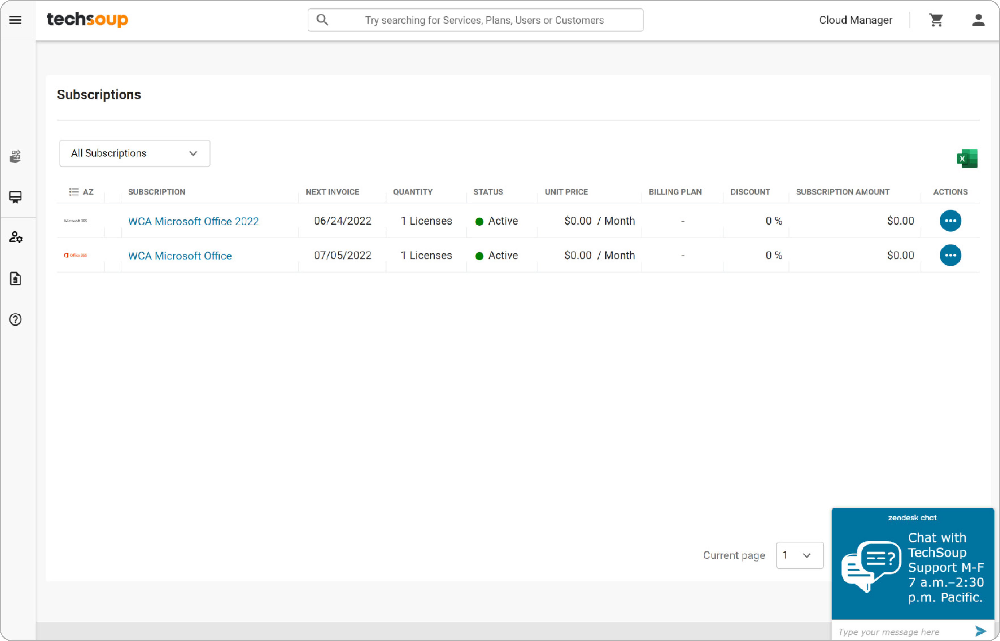 techsoup
Try searching for Services, Plans, Users or Customers
Cloud Manager
Subscriptions
All Subscriptions
X
AZ SUBSCRIPTION NEXT INVOICE QUANTITY STATUS UNIT PRICE BILLING PLAN DISCOUNT SUBSCRIPTION AMOUNT ACTIONS
Microsoft 365 WCA Microsoft Office 2022 06/24/2022 1 Licenses Active $0.00 / Month - 0 % $0.00
Office 365 WCA Microsoft Office 07/05/2022 1 Licenses Active $0.00 / Month - 0 % $0.00
Current page 1
zendesk chat
Chat with
TechSoup
Support M-F
7 a.m.–2:30
p.m. Pacific.
Type your message here